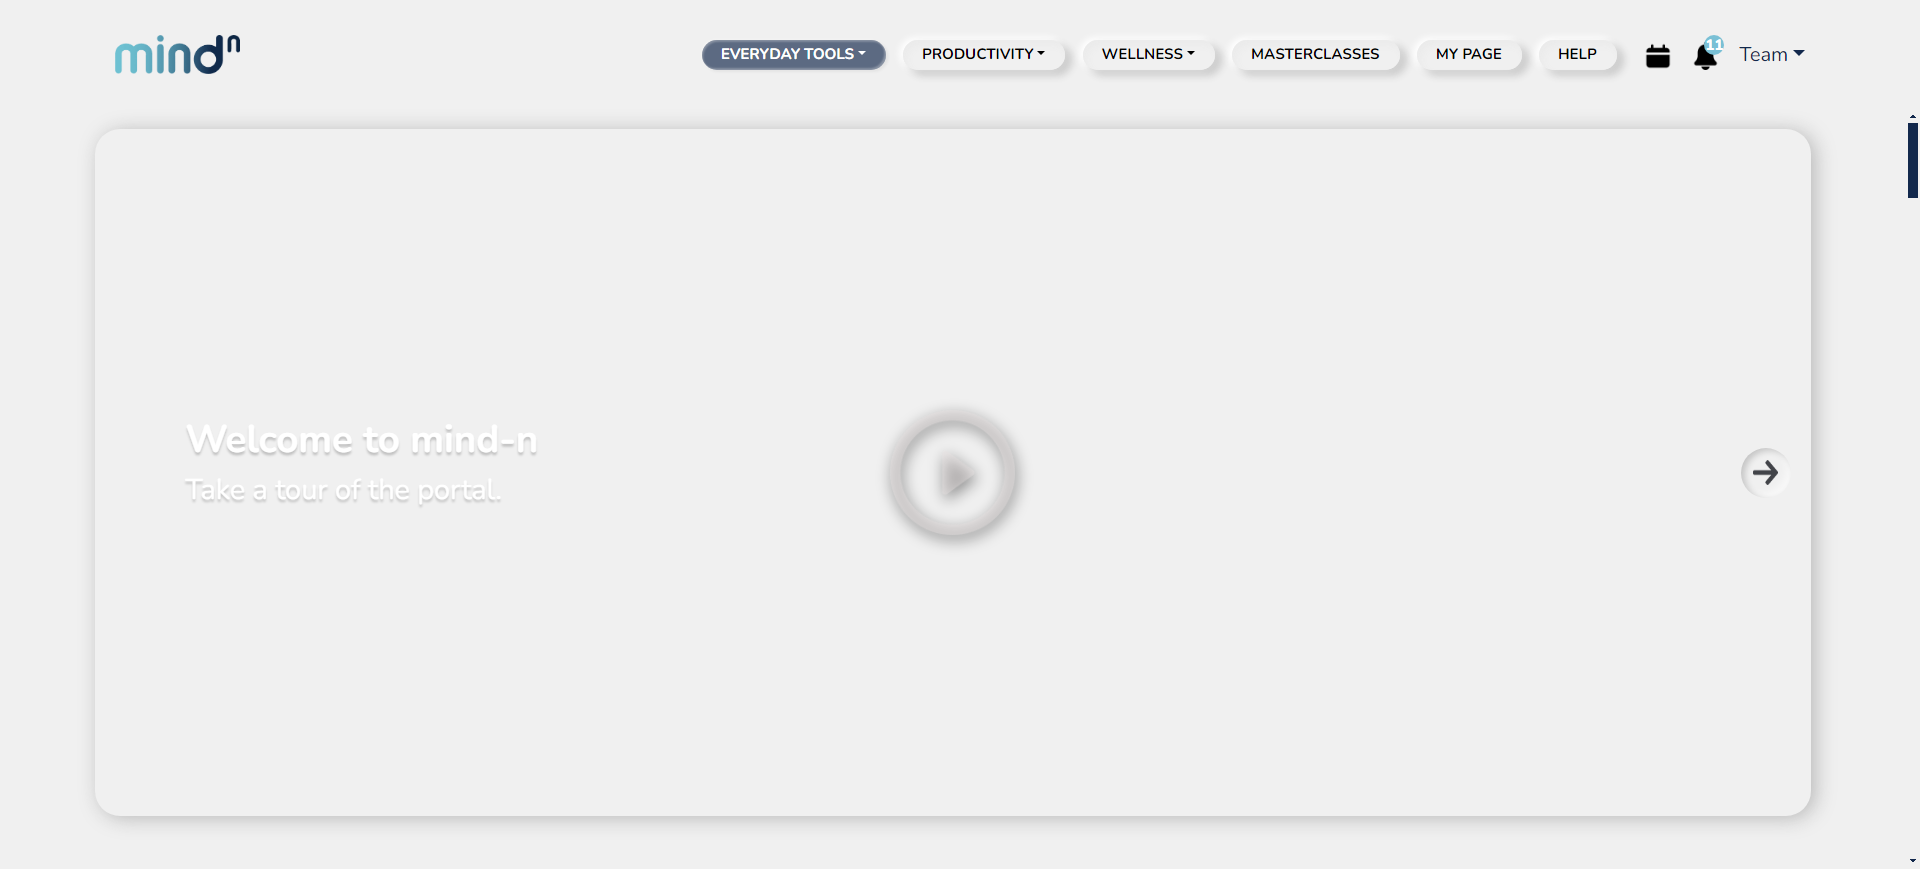 mind n
EVERYDAY TOOLS
PRODUCTIVITY
WELLNESS
MASTERCLASSES
MY PAGE
HELP
11
Team
Welcome to mind-n
Take a tour of the portal.